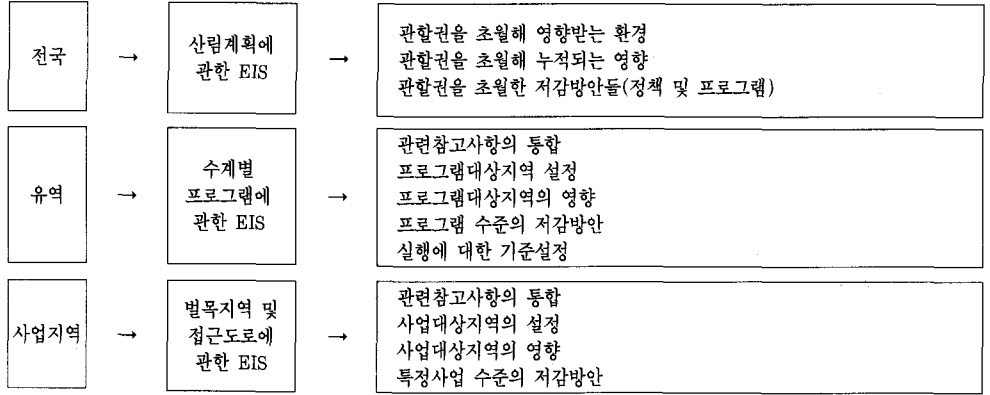 전국
→
산림계획에
관한 EIS
→
관할권을 초월해 영향받는 환경
관할권을 초월해 누적되는 영향
관할권을 초월한 저감방안들(정책 및 프로그램)
유역
→
수계별
프로그램에
관한 EIS
→
관련참고사항의 통합
프로그램대상지역 설정
프로그램대상지역의 영향
프로그램 수준의 저감방안
실행에 대한 기준설정
사업지역
→
벌목지역 및
접근도로에
관한 EIS
→
관련참고사항의 통합
사업대상지역의 설정
사업대상지역의 영향
특정사업 수준의 저감방안